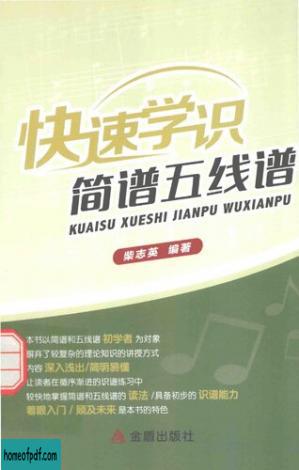 快速学识
简谱五线谱
KUAISU XUESHI JIANPU WUXIANPU
柴志英 编著
本书以简谱和五线谱 初学者 为对象
摒弃了较复杂的理论知识的讲授方式
内容 深入浅出/简明易懂
让读者在循序渐进的识谱练习中
较快地掌握简谱和五线谱的 读法 / 具备初步的 识谱能力
着眼入门 / 顾及未来 是本书的特色
金盾出版社
homeofpdf.com